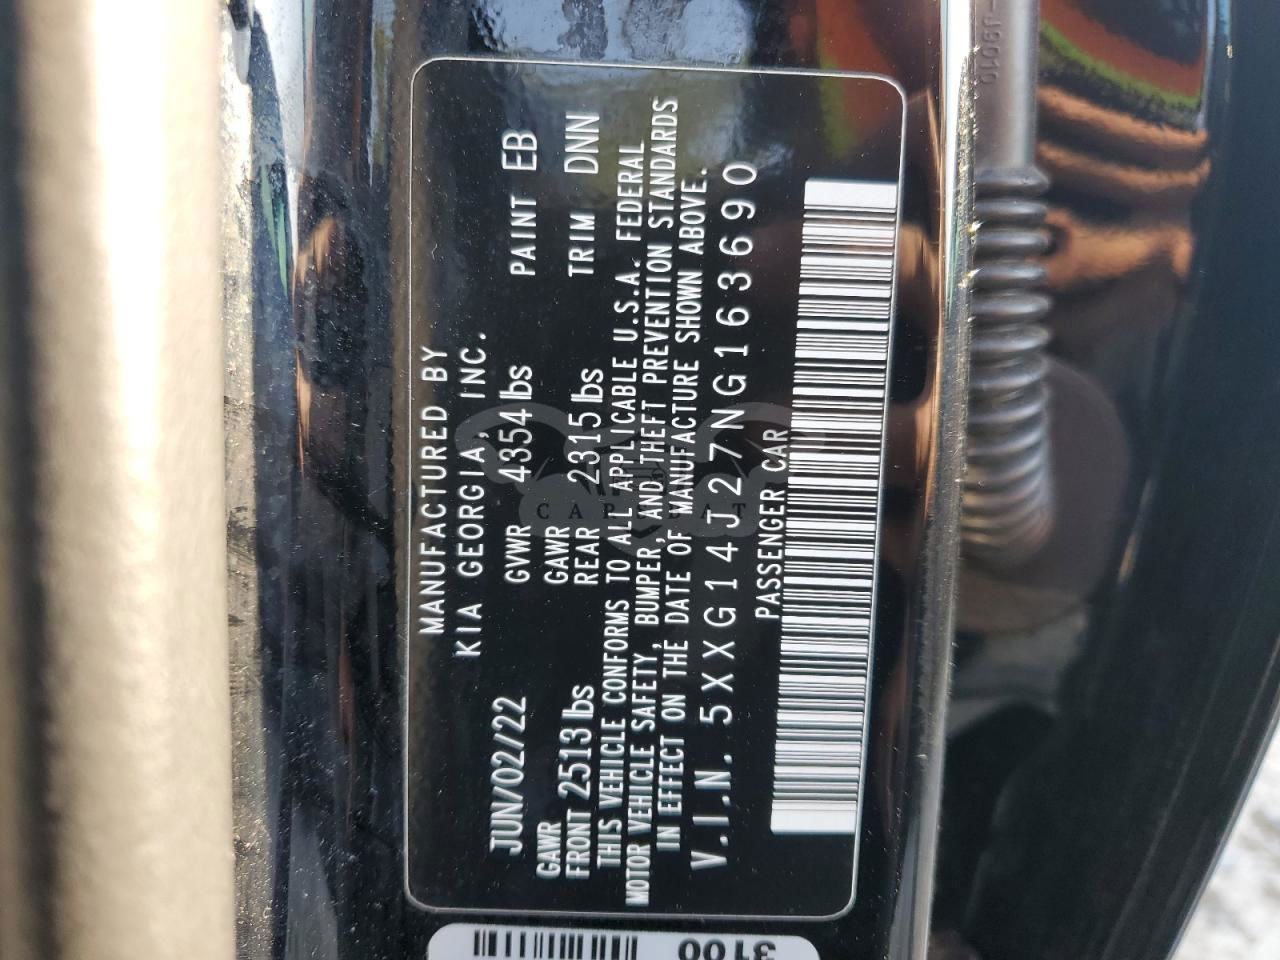 MANUFACTURED BY
KIA GEORGIA, INC.
JUN/02/22 GVWR 4354 lbs PAINT EB
GAWR FRONT 2513 lbs GAWR REAR 2315 lbs TRIM DNN
THIS VEHICLE CONFORMS TO ALL APPLICABLE U.S.A. FEDERAL
MOTOR VEHICLE SAFETY, BUMPER, AND THEFT PREVENTION STANDARDS
IN EFFECT ON THE DATE OF MANUFACTURE SHOWN ABOVE.
V.I.N. 5XXG14J27NG163690
PASSENGER CAR
3100
-J9010